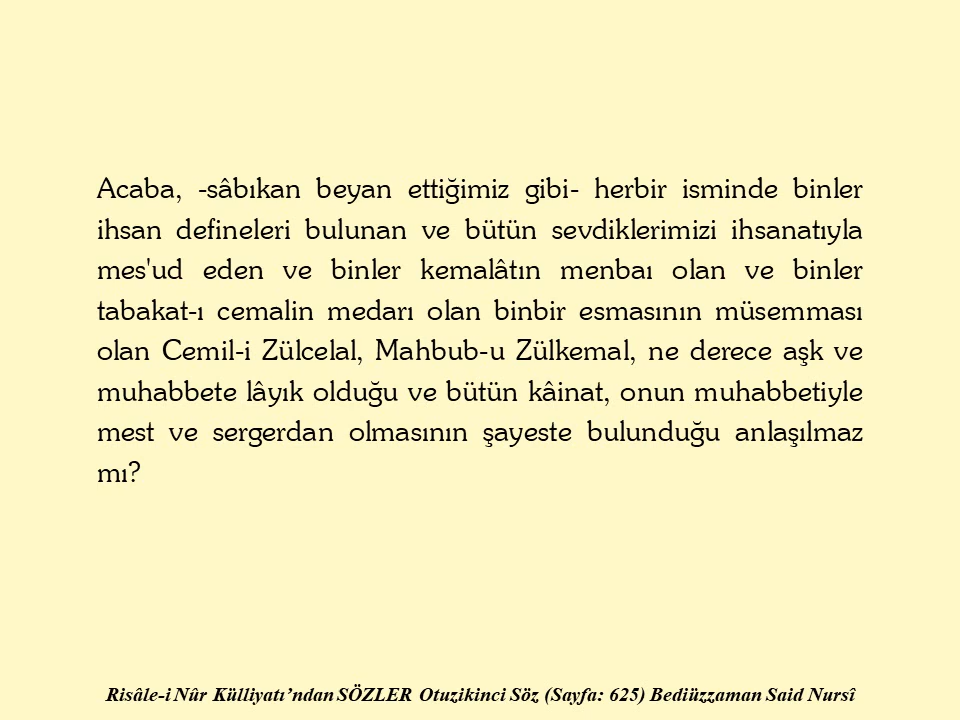 Acaba, -sâbıkan beyan ettiğimiz gibi- herbir isminde binler
ihsan defineleri bulunan ve bütün sevdiklerimizi ihsanatıyla
mes'ud eden ve binler kemalâtın menbaı olan ve binler
tabakat-ı cemalin medarı olan binbir esmasının müsemması
olan Cemil-i Zülcelal, Mahbub-u Zülkemal, ne derece aşk ve
muhabbete lâyık olduğu ve bütün kâinat, onun muhabbetiyle
mest ve sergerdan olmasının şayeste bulunduğu anlaşılmaz
mı?
Risâle-i Nûr Külliyatı’ndan SÖZLER Otuzikinci Söz (Sayfa: 625) Bediüzzaman Said Nursî